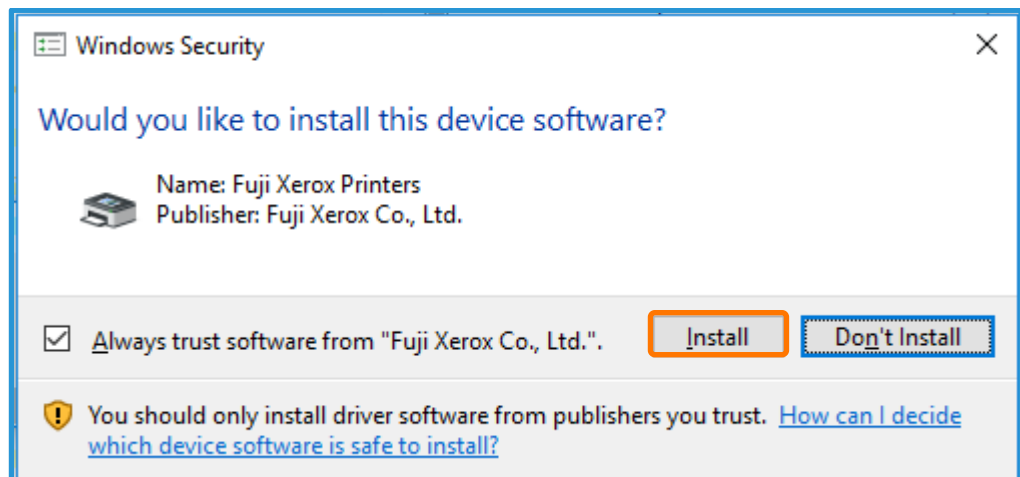 Windows Security
Would you like to install this device software?
Name: Fuji Xerox Printers
Publisher: Fuji Xerox Co., Ltd.
Always trust software from "Fuji Xerox Co., Ltd.".
Install
Don't Install
You should only install driver software from publishers you trust. How can I decide
which device software is safe to install?